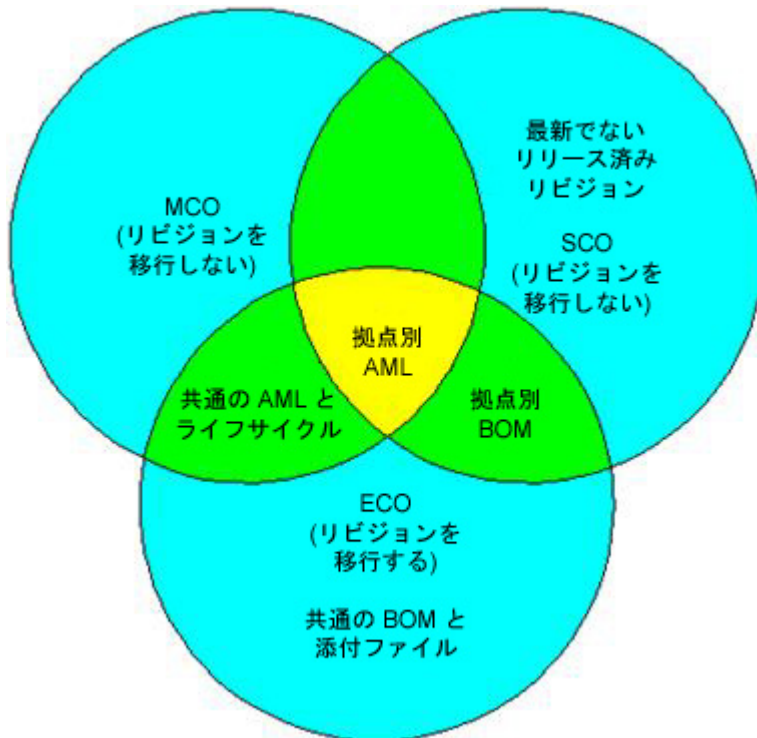 最新でない
リリース済み
リビジョン
MCO
(リビジョンを
移行しない)
SCO
(リビジョンを
移行しない)
拠点別
AML
共通の AML と
ライフサイクル
拠点別
BOM
ECO
(リビジョンを
移行する)
共通の BOM と
添付ファイル